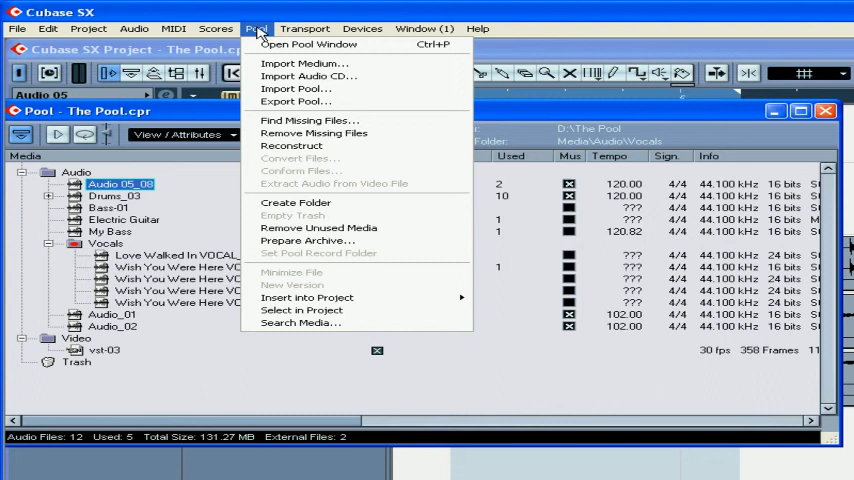 Cubase SX
File Edit Project Audio MIDI Scores Pool Transport Devices Window (1) Help
Cubase SX Project - The Pool.cp
Audio 05
Pool - The Pool.cpr
View / Attributes
D:\The Pool
Media\Audio\Vocals
Media Used Mus Tempo Sign. Info
Open Pool Window Ctrl+P
Import Medium...
Import Audio CD...
Import Pool...
Export Pool...
Find Missing Files...
Remove Missing Files
Reconstruct
Convert Files...
Conform Files...
Extract Audio from Video File
Create Folder
Empty Trash
Remove Unused Media
Prepare Archive...
Set Pool Record Folder
Minimize File
New Version
Insert into Project
Select in Project
Search Media...
Audio
Audio 05_08 2 120.00 4/4 44.100 kHz 16 bits
Drums_03 10 120.00 4/4 44.100 kHz 16 bits
Bass-01 ??? 4/4 44.100 kHz 16 bits
Electric Guitar 1 ??? 4/4 44.100 kHz 16 bits
My Bass 1 120.82 4/4 44.100 kHz 16 bits
Vocals
Love Walked In VOCAL_ ??? 4/4 44.100 kHz 24 bits
Wish You Were Here VO 1 ??? 4/4 44.100 kHz 24 bits
Wish You Were Here VO ??? 4/4 44.100 kHz 24 bits
Wish You Were Here VO ??? 4/4 44.100 kHz 24 bits
Wish You Were Here VO ??? 4/4 44.100 kHz 24 bits
Audio_01 102.00 4/4 44.100 kHz 16 bits
Audio_02 102.00 4/4 44.100 kHz 16 bits
Video
vst-03 30 fps 358 Frames 11
Trash
Audio Files: 12 Used: 5 Total Size: 131.27 MB External Files: 2